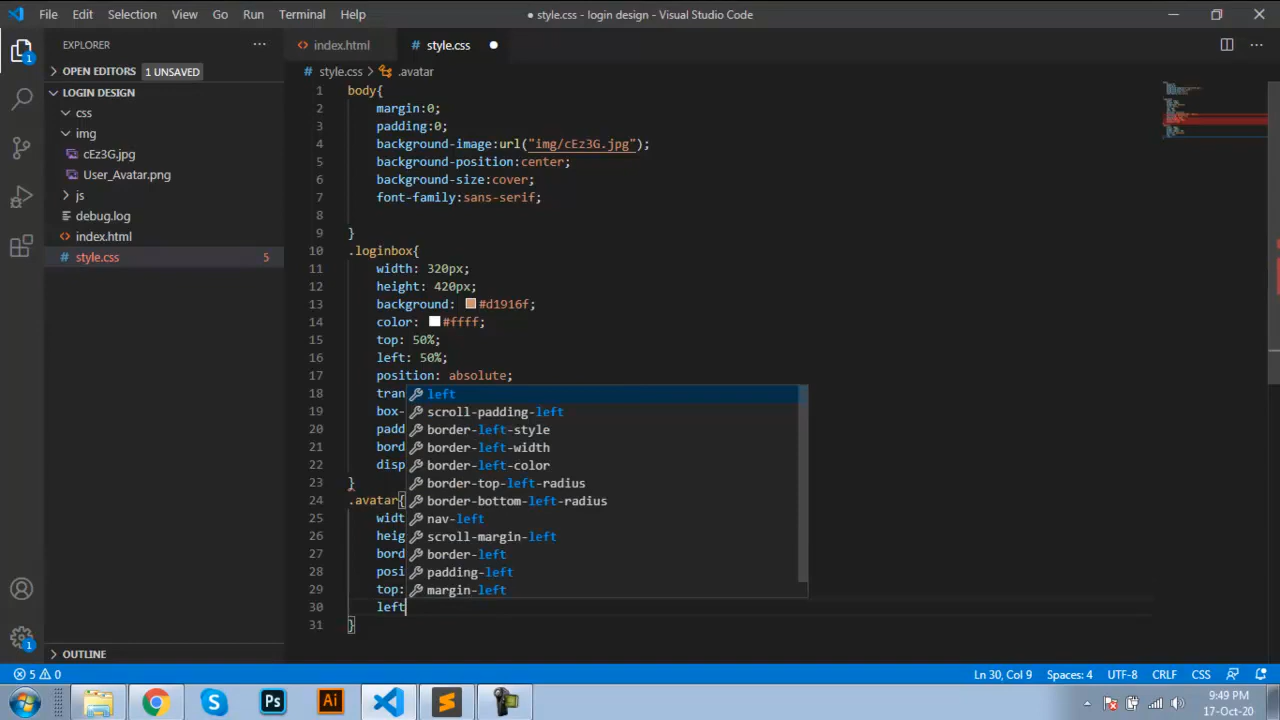 File Edit Selection View Go Run Terminal Help
● style.css - login design - Visual Studio Code
EXPLORER
index.html
# style.css
OPEN EDITORS 1 UNSAVED
# style.css > .avatar
LOGIN DESIGN
css
img
cEz3G.jpg
User_Avatar.png
js
debug.log
index.html
# style.css 5
1 body{
2 margin:0;
3 padding:0;
4 background-image:url("img/cEz3G.jpg");
5 background-position:center;
6 background-size:cover;
7 font-family:sans-serif;
8
9 }
10 .loginbox{
11 width: 320px;
12 height: 420px;
13 background: #d1916f;
14 color: #ffff;
15 top: 50%;
16 left: 50%;
17 position: absolute;
18 tran
19 box-
20 padd
21 bord
22 disp
23 }
24 .avatar{
25 widt
26 heig
27 bord
28 posi
29 top:
30 left
31 }
left
scroll-padding-left
border-left-style
border-left-width
border-left-color
border-top-left-radius
border-bottom-left-radius
nav-left
scroll-margin-left
border-left
padding-left
margin-left
1
1
OUTLINE
5 0
Ln 30, Col 9 Spaces: 4 UTF-8 CRLF CSS
S Ps Ai
9:49 PM
17-Oct-20